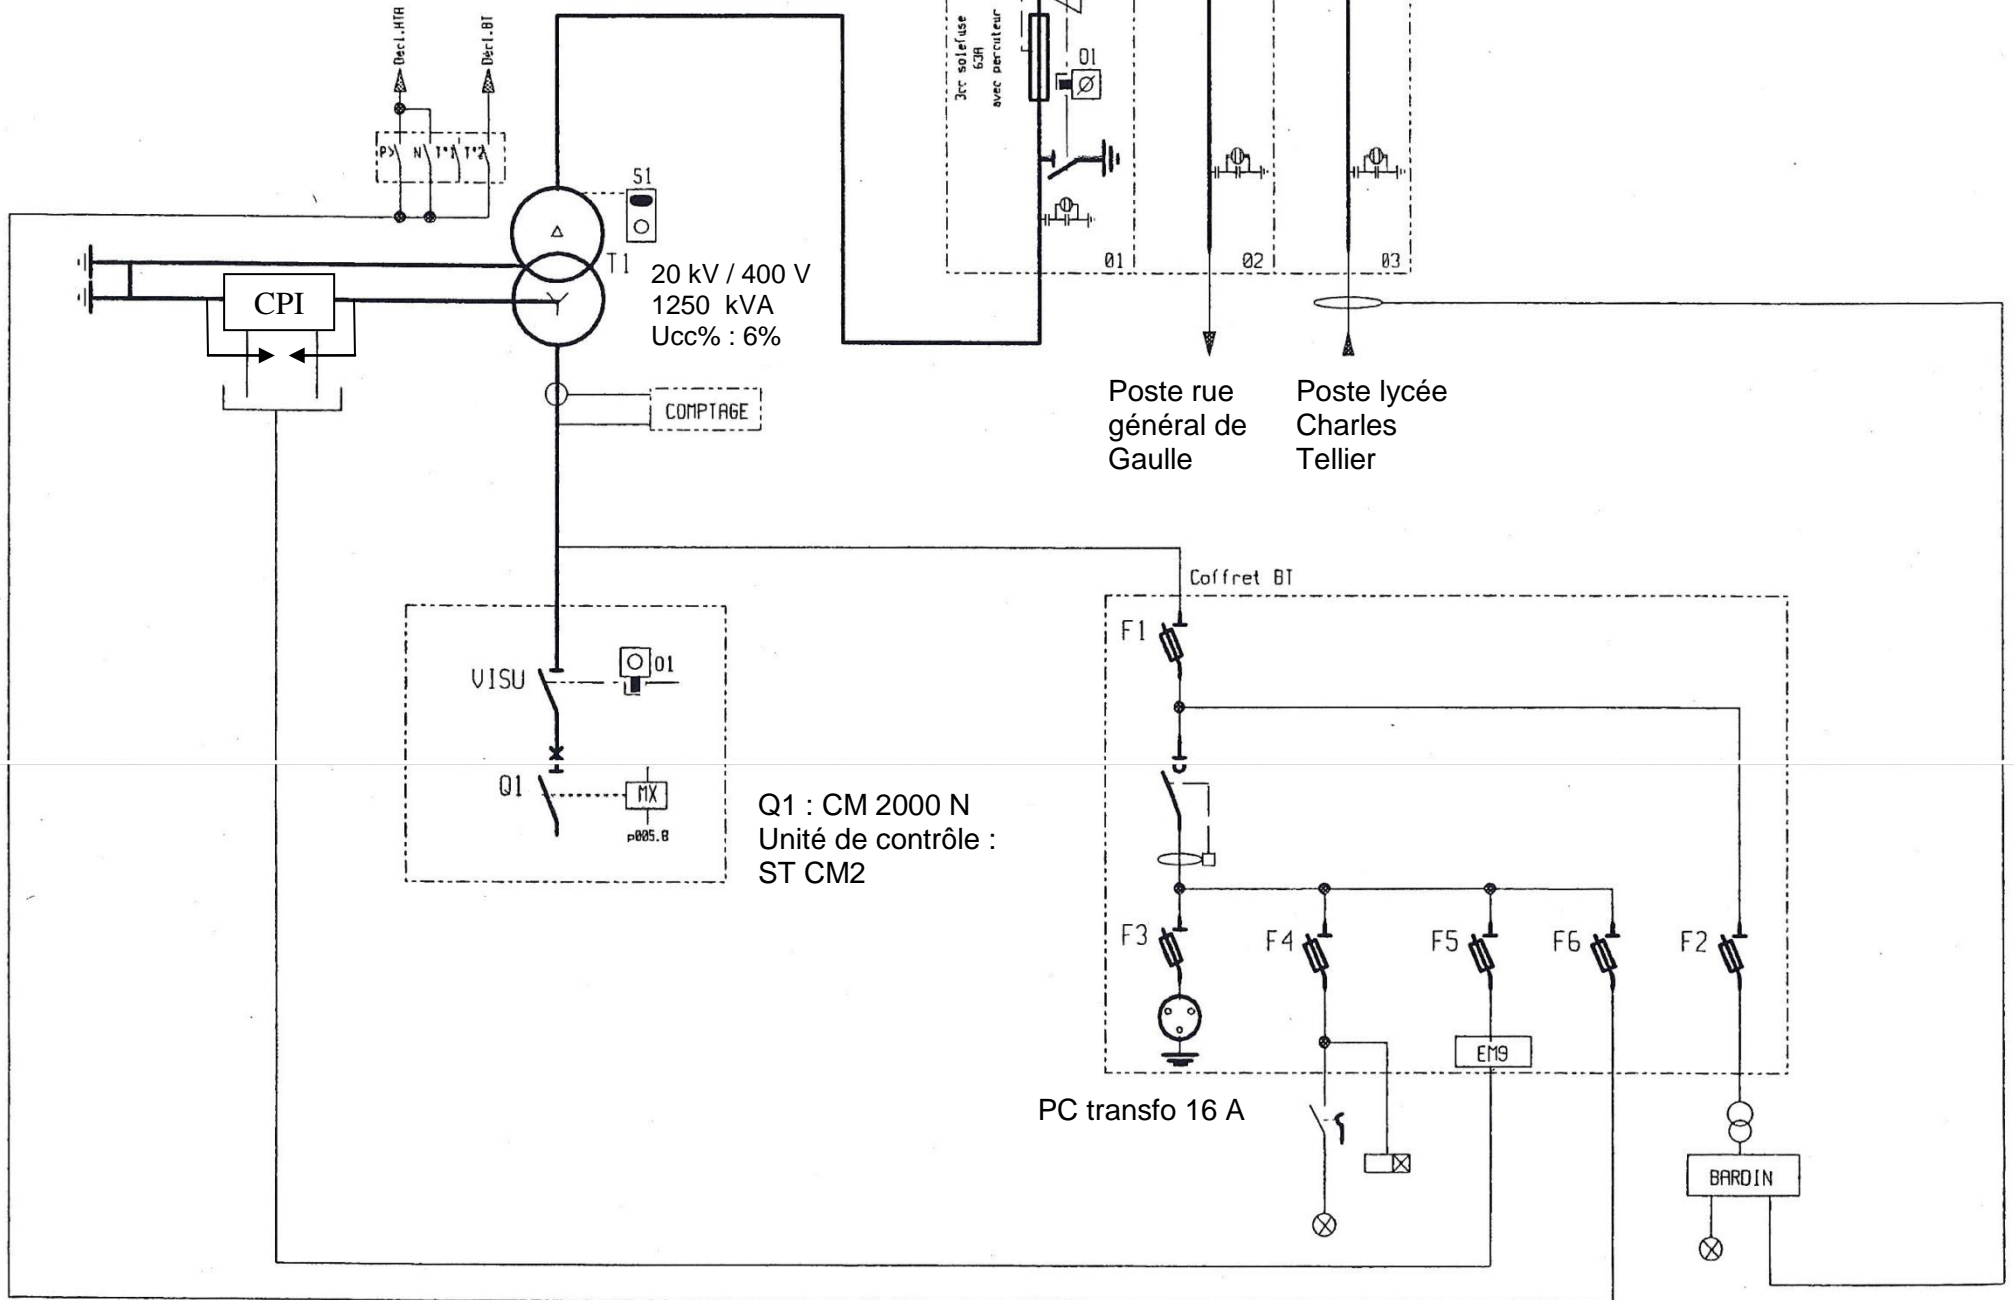 Décl.HTA
Décl.BT
3cc solefuse
63A
avec percuteur
O1
P>
N
T°1
T°2
S1
T1
20 kV / 400 V
1250 kVA
Ucc% : 6%
01
02
03
CPI
COMPTAGE
Poste rue
général de
Gaulle
Poste lycée
Charles
Tellier
Coffret BT
F1
VISU
O1
Q1
MX
p005.8
Q1 : CM 2000 N
Unité de contrôle :
ST CM2
F3
F4
F5
F6
F2
EM9
PC transfo 16 A
BARDIN